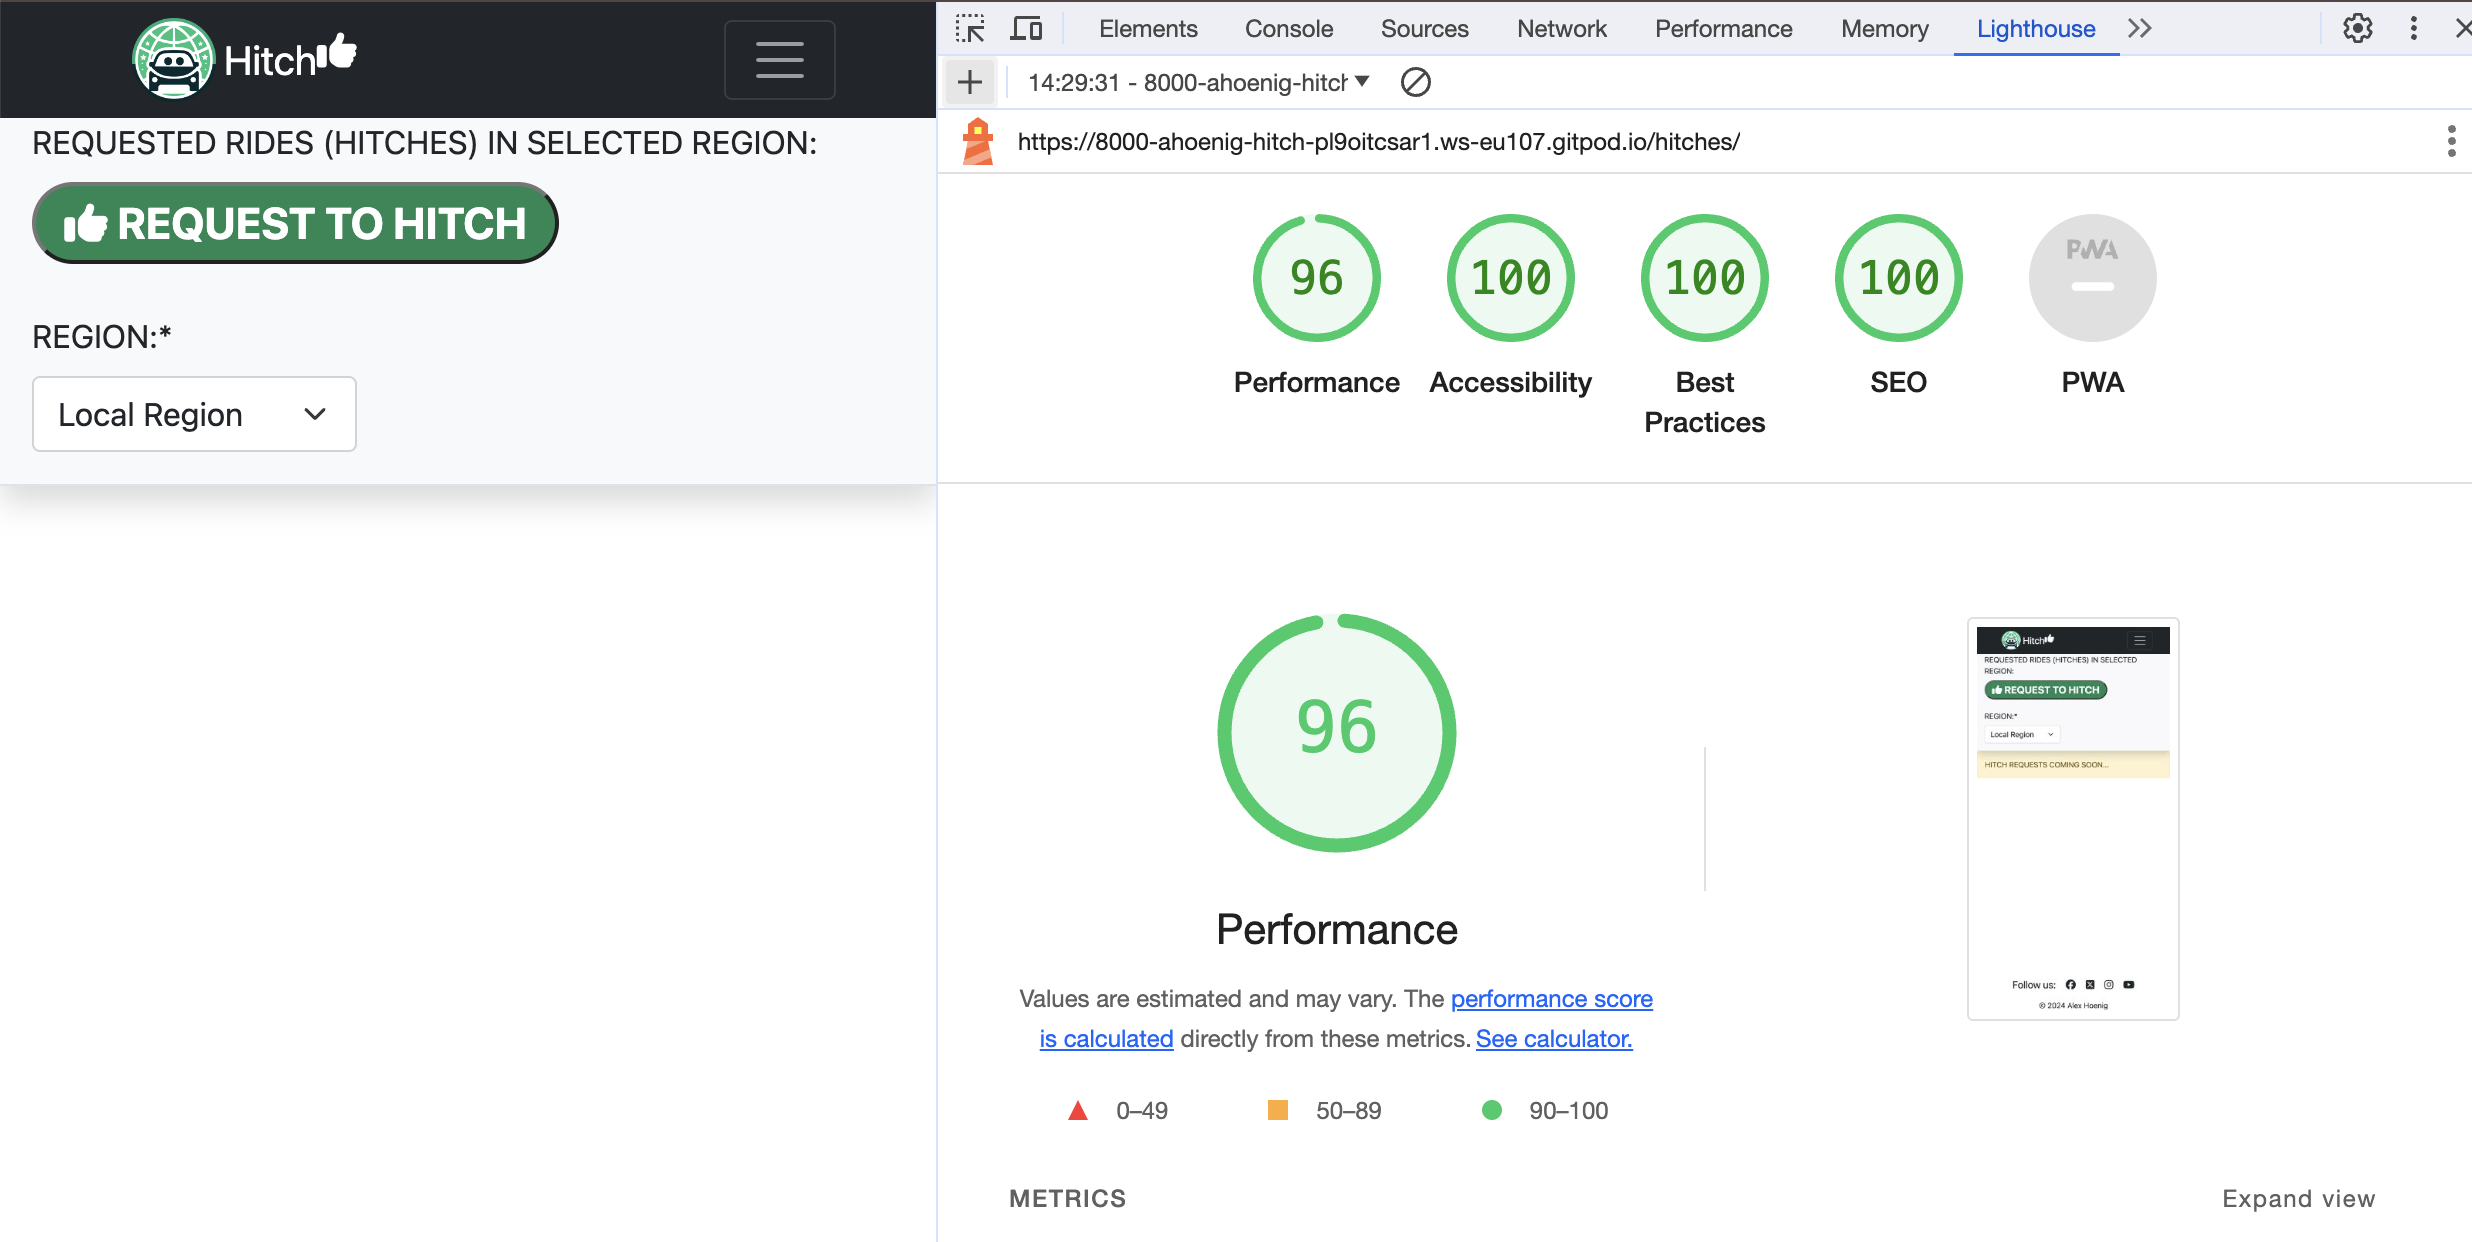 Hitch
REQUESTED RIDES (HITCHES) IN SELECTED REGION:
REQUEST TO HITCH
REGION:*
Local Region
Elements Console Sources Network Performance Memory Lighthouse
14:29:31 - 8000-ahoenig-hitch
https://8000-ahoenig-hitch-pl9oitcsar1.ws-eu107.gitpod.io/hitches/
96 100 100 100 PWA
Performance Accessibility Best Practices SEO PWA
96
Performance
Values are estimated and may vary. The performance score
is calculated directly from these metrics. See calculator.
0–49 50–89 90–100
METRICS
Expand view
Hitch
REQUESTED RIDES (HITCHES) IN SELECTED
REGION:
REQUEST TO HITCH
REGION:*
Local Region
HITCH REQUESTS COMING SOON...
Follow us:
© 2024 Alex Hoenig